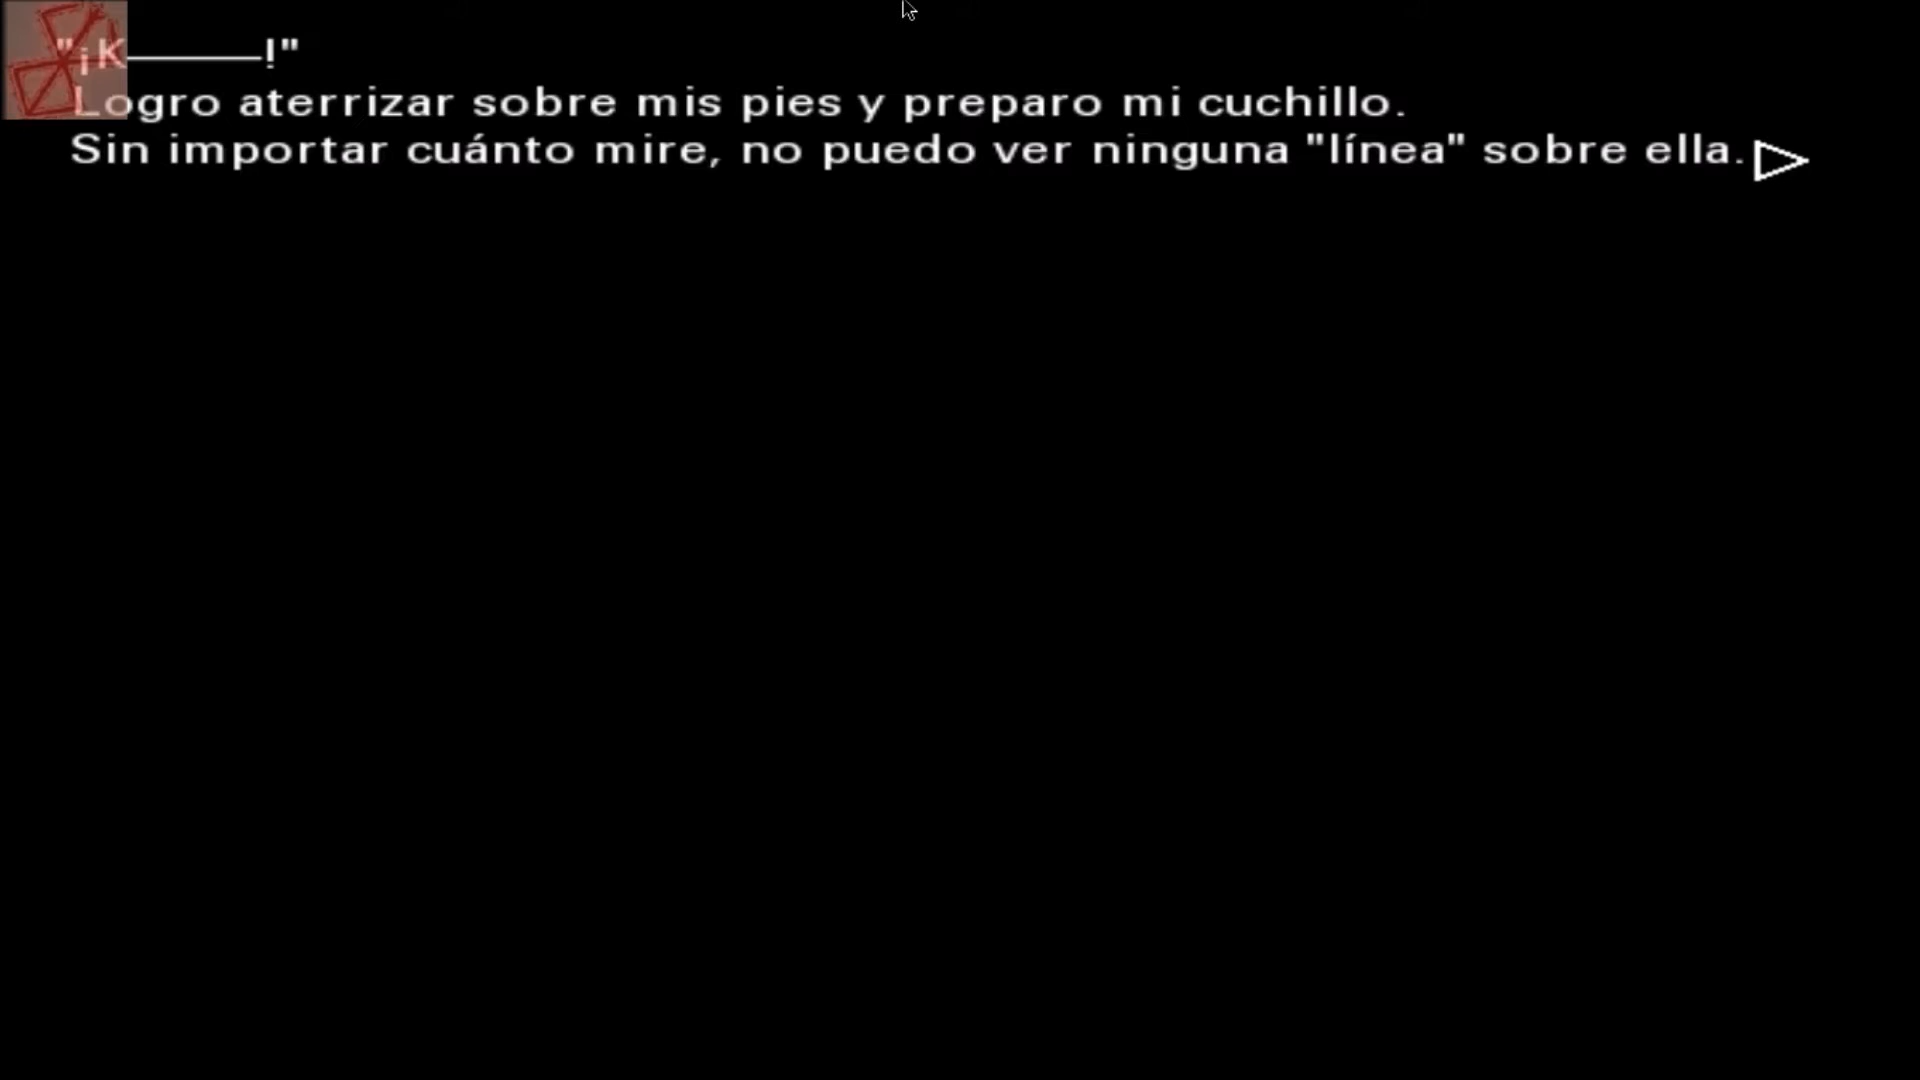 "¡K————!"
Logro aterrizar sobre mis pies y preparo mi cuchillo.
Sin importar cuánto mire, no puedo ver ninguna "línea" sobre ella.